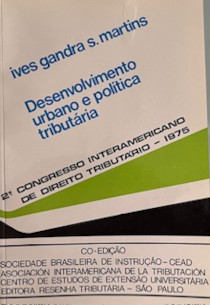 ives gandra s. martins
Desenvolvimento
urbano e política
tributária
2º CONGRESSO INTERAMERICANO
DE DIREITO TRIBUTÁRIO - 1975
CO-EDIÇÃO
SOCIEDADE BRASILEIRA DE INSTRUÇÃO - CEAD
ASOCIACIÓN INTERAMERICANA DE LA TRIBUTACIÓN
CENTRO DE ESTUDOS DE EXTENSÃO UNIVERSITÁRIA
EDITORA RESENHA TRIBUTÁRIA - SÃO PAULO